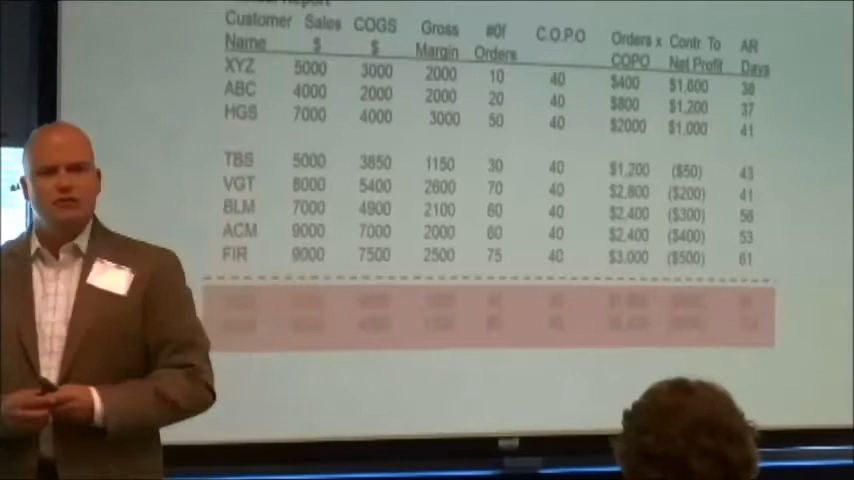 Report
Customer Sales COGS Gross #Of C.O.P.O Orders x Contr To AR
Name $ $ Margin Orders COPO Net Profit Days
XYZ 5000 3000 2000 10 40 $400 $1,600 38
ABC 4000 2000 2000 20 40 $800 $1,200 37
HGS 7000 4000 3000 50 40 $2000 $1,000 41
TBS 5000 3850 1150 30 40 $1,200 ($50) 43
VGT 8000 5400 2600 70 40 $2,800 ($200) 41
BLM 7000 4900 2100 60 40 $2,400 ($300) 56
ACM 9000 7000 2000 60 40 $2,400 ($400) 53
FIR 9000 7500 2500 75 40 $3,000 ($500) 61